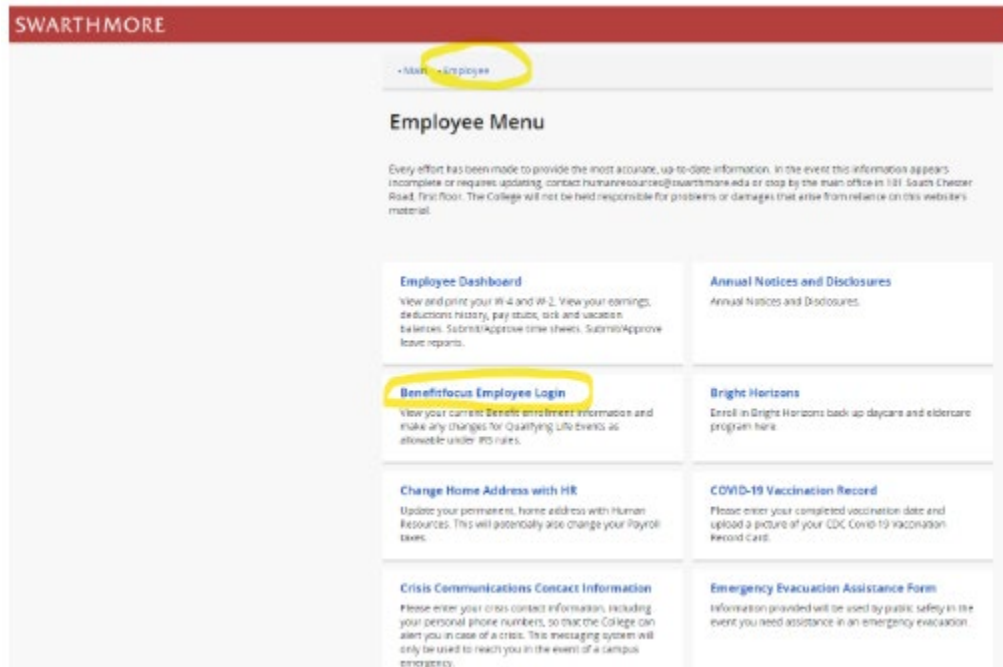 SWARTHMORE
• Main • Employee
Employee Menu
Every effort has been made to provide the most accurate, up-to-date information. In the event this information appears
incomplete or requires updating, contact humanresources@swarthmore.edu or stop by the main office in 101 South Chester
Road, first floor. The College will not be held responsible for problems or damages that arise from reliance on this website's
material.
Employee Dashboard
View and print your W-4 and W-2. View your earnings,
deductions history, pay stubs, sick and vacation
balances. Submit/Approve time sheets. Submit/Approve
leave reports.
Annual Notices and Disclosures
Annual Notices and Disclosures.
Benefitfocus Employee Login
View your current Benefit enrollment information and
make any changes for Qualifying Life Events as
allowable under IRS rules.
Bright Horizons
Enroll in Bright Horizons back up daycare and eldercare
program here.
Change Home Address with HR
Update your permanent, home address with Human
Resources. This will potentially also change your Payroll
taxes.
COVID-19 Vaccination Record
Please enter your completed vaccination date and
upload a picture of your CDC Covid-19 Vaccination
Record Card.
Crisis Communications Contact Information
Please enter your crisis contact information, including
your personal phone numbers, so that the College can
alert you in case of a crisis. This messaging system will
only be used to reach you in the event of a campus
emergency.
Emergency Evacuation Assistance Form
Information provided will be used by public safety in the
event you need assistance in an emergency evacuation.